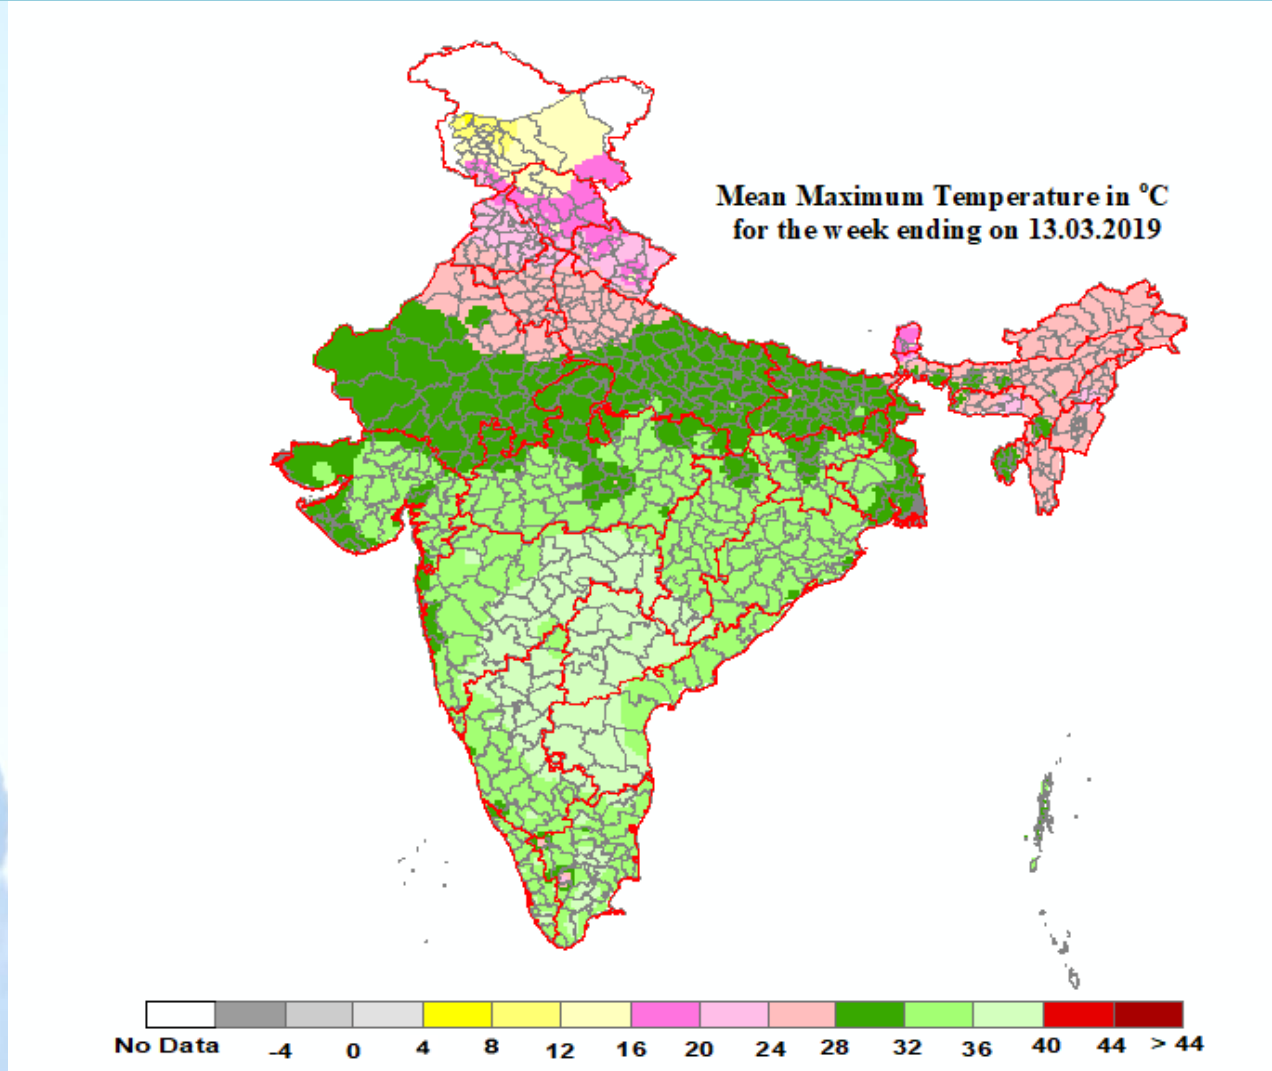 Mean Maximum Temperature in °C
for the week ending on 13.03.2019
No Data -4 0 4 8 12 16 20 24 28 32 36 40 44 > 44